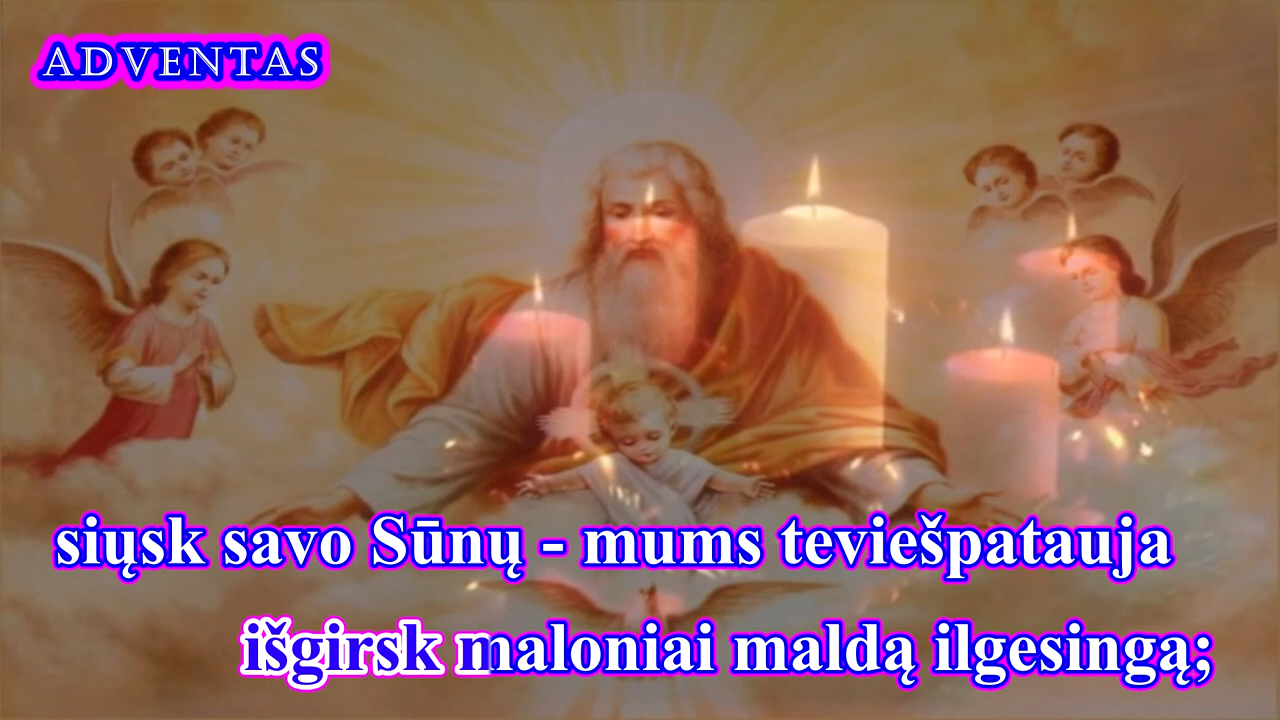 ADVENTAS
siųsk savo Sūnų - mums teviešpatauja
išgirsk maloniai maldą ilgesingą;